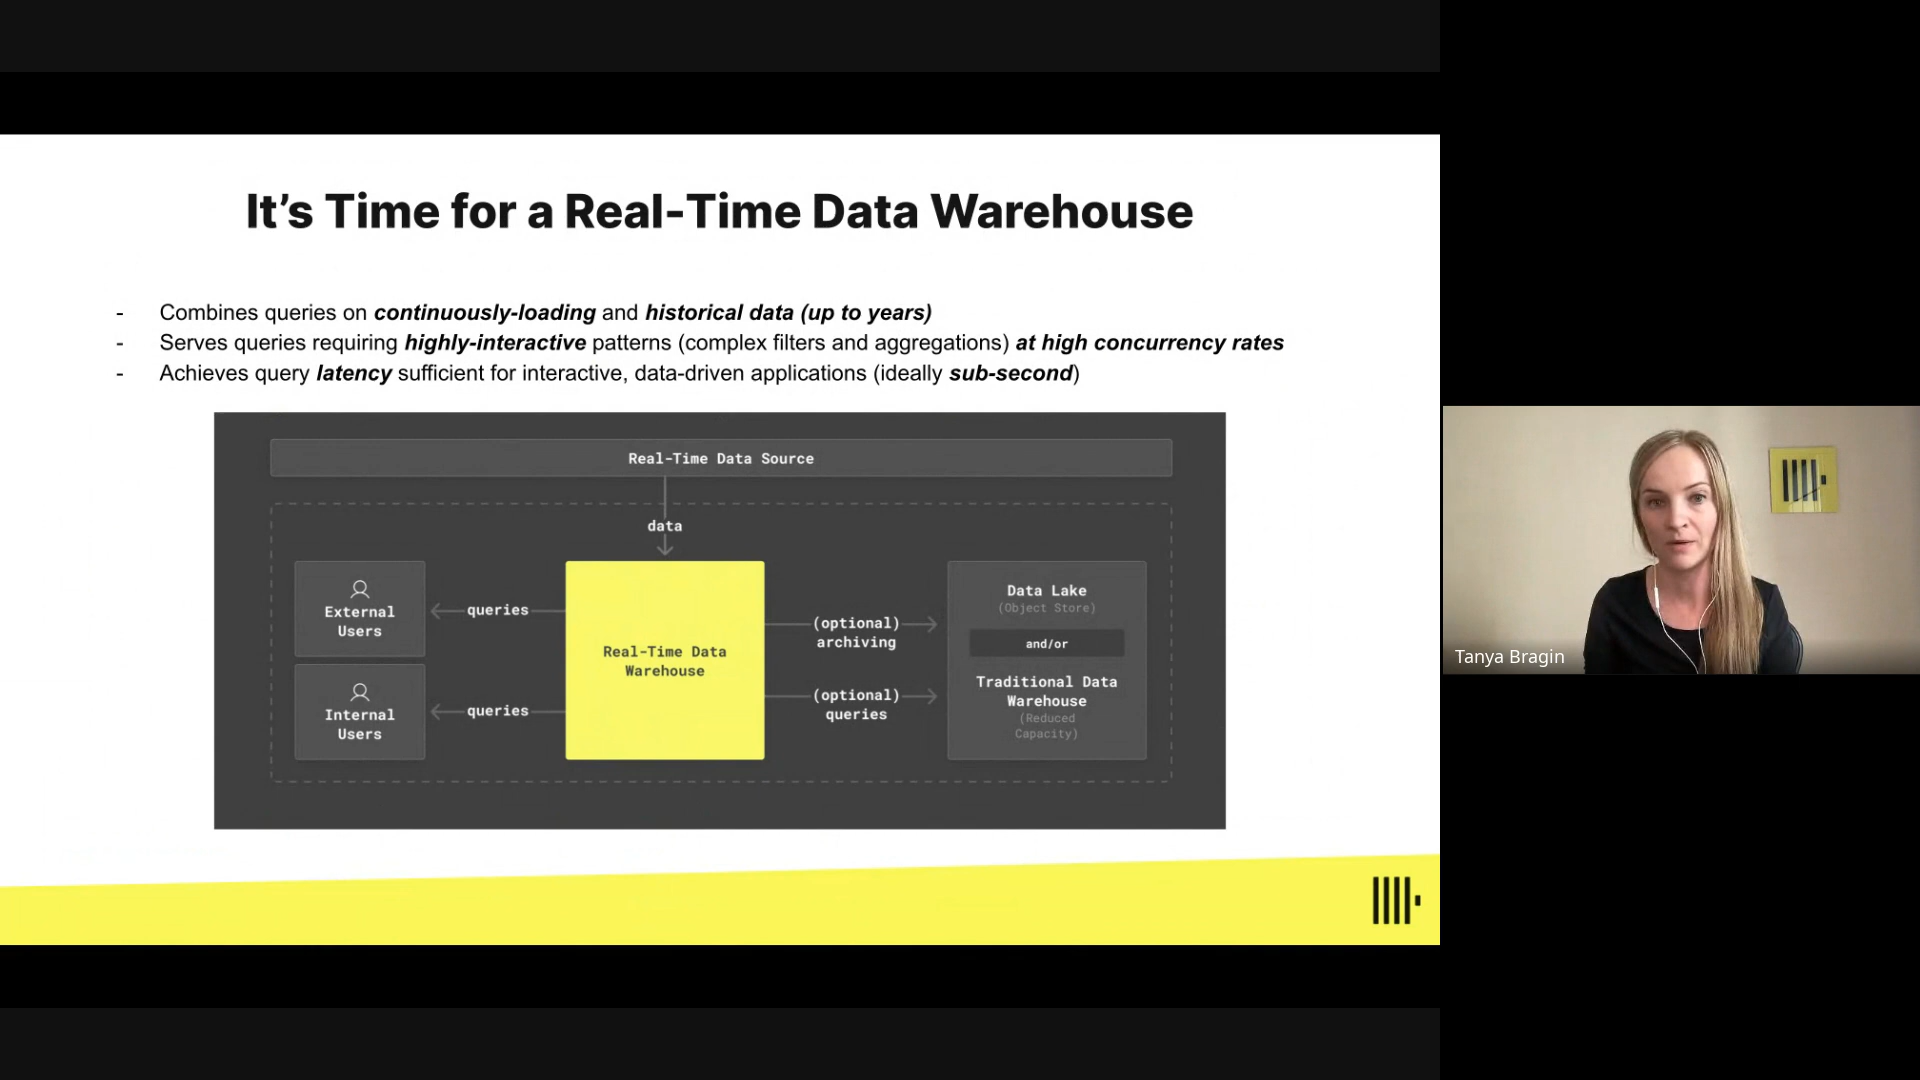 It’s Time for a Real-Time Data Warehouse
- Combines queries on continuously-loading and historical data (up to years)
- Serves queries requiring highly-interactive patterns (complex filters and aggregations) at high concurrency rates
- Achieves query latency sufficient for interactive, data-driven applications (ideally sub-second)
Real-Time Data Source
data
External
Users
queries
Internal
Users
queries
Real-Time Data
Warehouse
(optional)
archiving
(optional)
queries
Data Lake
(Object Store)
and/or
Traditional Data
Warehouse
(Reduced
Capacity)
Tanya Bragin